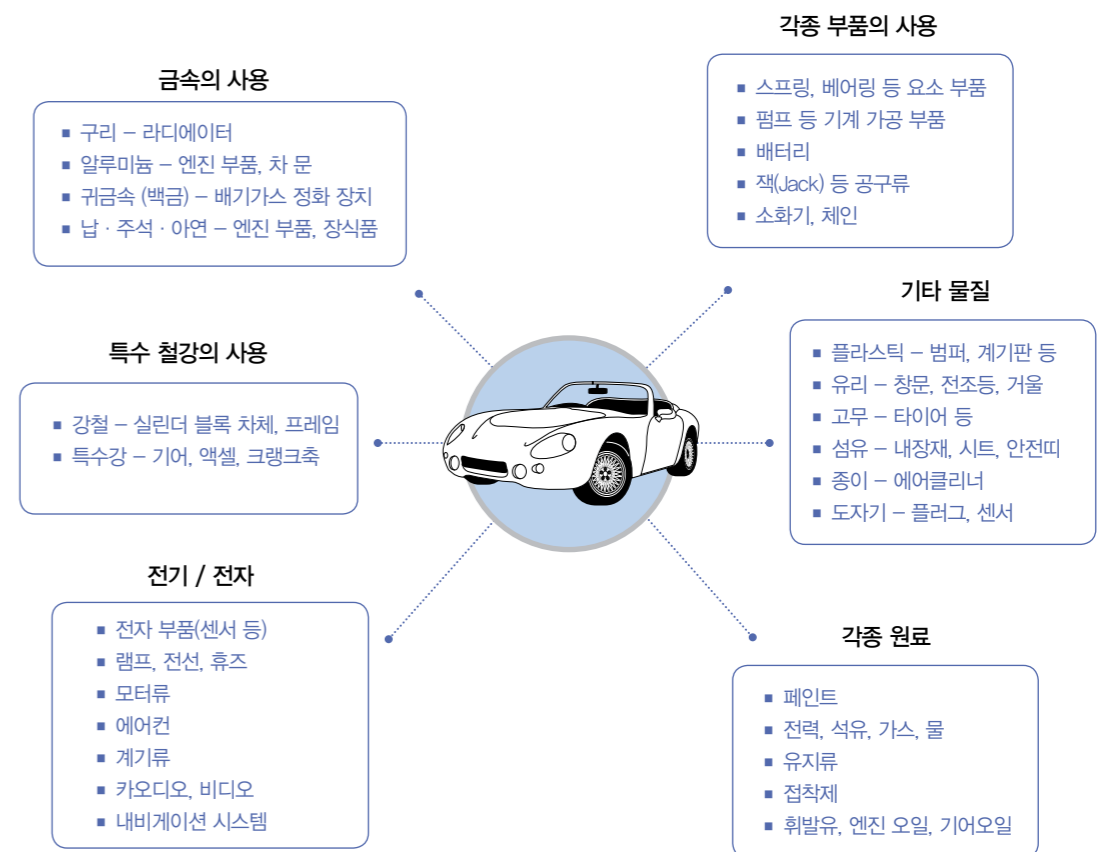 각종 부품의 사용
■ 스프링, 베어링 등 요소 부품
■ 펌프 등 기계 가공 부품
■ 배터리
■ 잭(Jack) 등 공구류
■ 소화기, 체인
금속의 사용
■ 구리 – 라디에이터
■ 알루미늄 – 엔진 부품, 차 문
■ 귀금속 (백금) – 배기가스 정화 장치
■ 납 · 주석 · 아연 – 엔진 부품, 장식품
기타 물질
■ 플라스틱 – 범퍼, 계기판 등
■ 유리 – 창문, 전조등, 거울
■ 고무 – 타이어 등
■ 섬유 – 내장재, 시트, 안전띠
■ 종이 – 에어클리너
■ 도자기 – 플러그, 센서
특수 철강의 사용
■ 강철 – 실린더 블록 차체, 프레임
■ 특수강 – 기어, 액셀, 크랭크축
전기 / 전자
■ 전자 부품(센서 등)
■ 램프, 전선, 휴즈
■ 모터류
■ 에어컨
■ 계기류
■ 카오디오, 비디오
■ 내비게이션 시스템
각종 원료
■ 페인트
■ 전력, 석유, 가스, 물
■ 유지류
■ 접착제
■ 휘발유, 엔진 오일, 기어오일